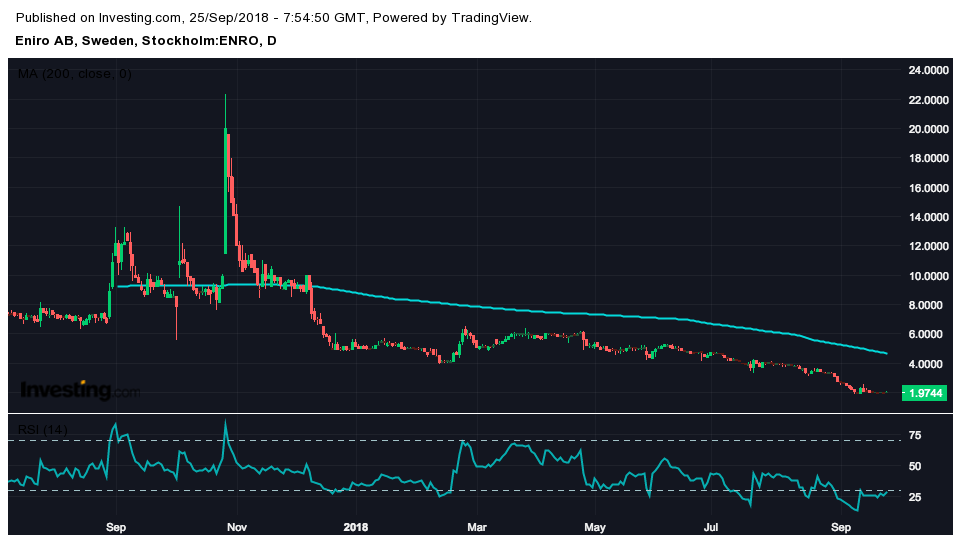 Published on Investing.com, 25/Sep/2018 - 7:54:50 GMT, Powered by TradingView.
Eniro AB, Sweden, Stockholm:ENRO, D
MA (200, close, 0)
24.0000
22.0000
20.0000
18.0000
16.0000
14.0000
12.0000
10.0000
8.0000
6.0000
4.0000
1.9744
Investing.com
RSI (14)
75
50
25
Sep Nov 2018 Mar May Jul Sep